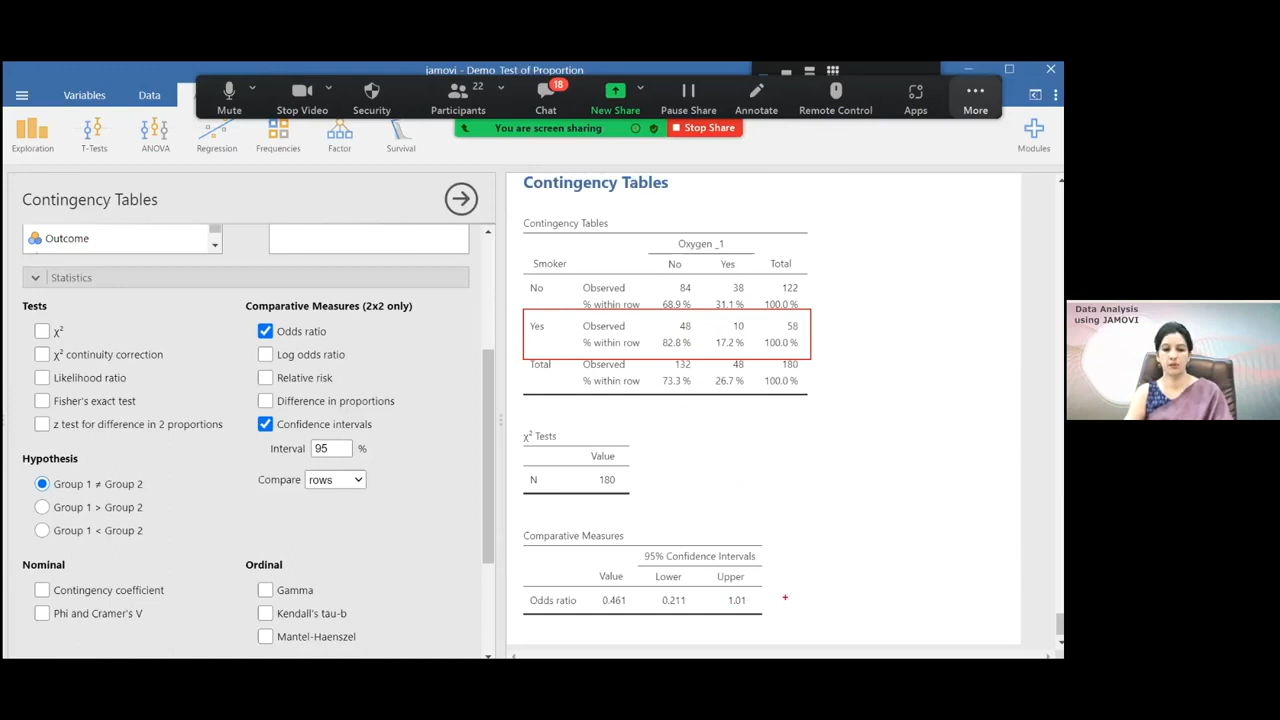 jamovi - Demo_Test of Proportion
Variables
Data
Mute
Stop Video
Security
22
Participants
18
Chat
New Share
Pause Share
Annotate
Remote Control
Apps
More
You are screen sharing
Stop Share
Exploration
T-Tests
ANOVA
Regression
Frequencies
Factor
Survival
Modules
Contingency Tables
Outcome
Statistics
Tests
χ²
χ² continuity correction
Likelihood ratio
Fisher's exact test
z test for difference in 2 proportions
Hypothesis
Group 1 ≠ Group 2
Group 1 > Group 2
Group 1 < Group 2
Nominal
Contingency coefficient
Phi and Cramer's V
Comparative Measures (2x2 only)
Odds ratio
Log odds ratio
Relative risk
Difference in proportions
Confidence intervals
Interval 95 %
Compare rows
Ordinal
Gamma
Kendall's tau-b
Mantel-Haenszel
Contingency Tables
Contingency Tables
Oxygen _1
Smoker No Yes Total
No Observed 84 38 122
% within row 68.9 % 31.1 % 100.0 %
Yes Observed 48 10 58
% within row 82.8 % 17.2 % 100.0 %
Total Observed 132 48 180
% within row 73.3 % 26.7 % 100.0 %
χ² Tests
Value
N 180
Comparative Measures
95% Confidence Intervals
Value Lower Upper
Odds ratio 0.461 0.211 1.01
Data Analysis
using JAMOVI